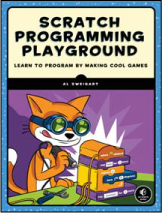 SCRATCH
PROGRAMMING
PLAYGROUND
LEARN TO PROGRAM BY MAKING COOL GAMES
AL SWEIGART